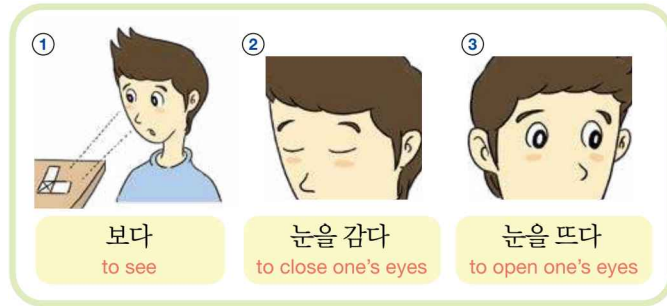 ①
보다
to see
②
눈을 감다
to close one's eyes
③
눈을 뜨다
to open one's eyes